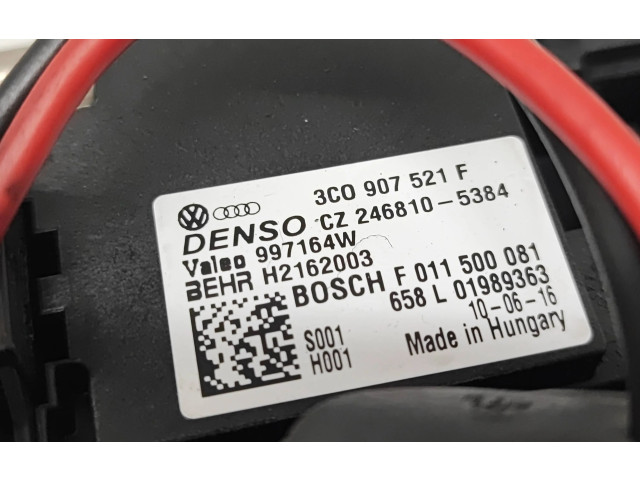 3C0 907 521 F
DENSO CZ 246810-5384
Valeo 997164W
BEHR H2162003
BOSCH F 011 500 081
658 L 01989363
10-06-16
S001
H001
Made in Hungary